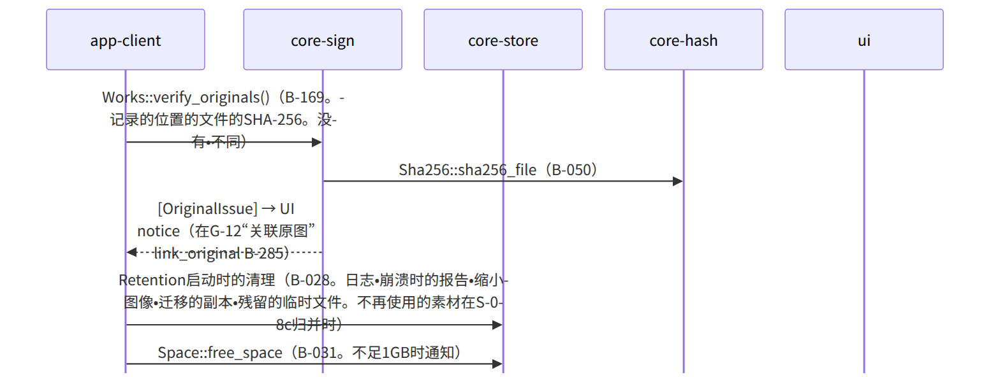 app-client
core-sign
core-store
core-hash
ui
Works::verify_originals()（B-169。-
记录的位置的文件的SHA-256。没-
有•不同）
Sha256::sha256_file（B-050）
[OriginalIssue] → UI
notice（在G-12“关联原图”
link_original B-285）
Retention启动时的清理（B-028。日志•崩溃时的报告•缩小-
图像•迁移的副本•残留的临时文件。不再使用的素材在S-0-
8c归并时）
Space::free_space（B-031。不足1GB时通知）